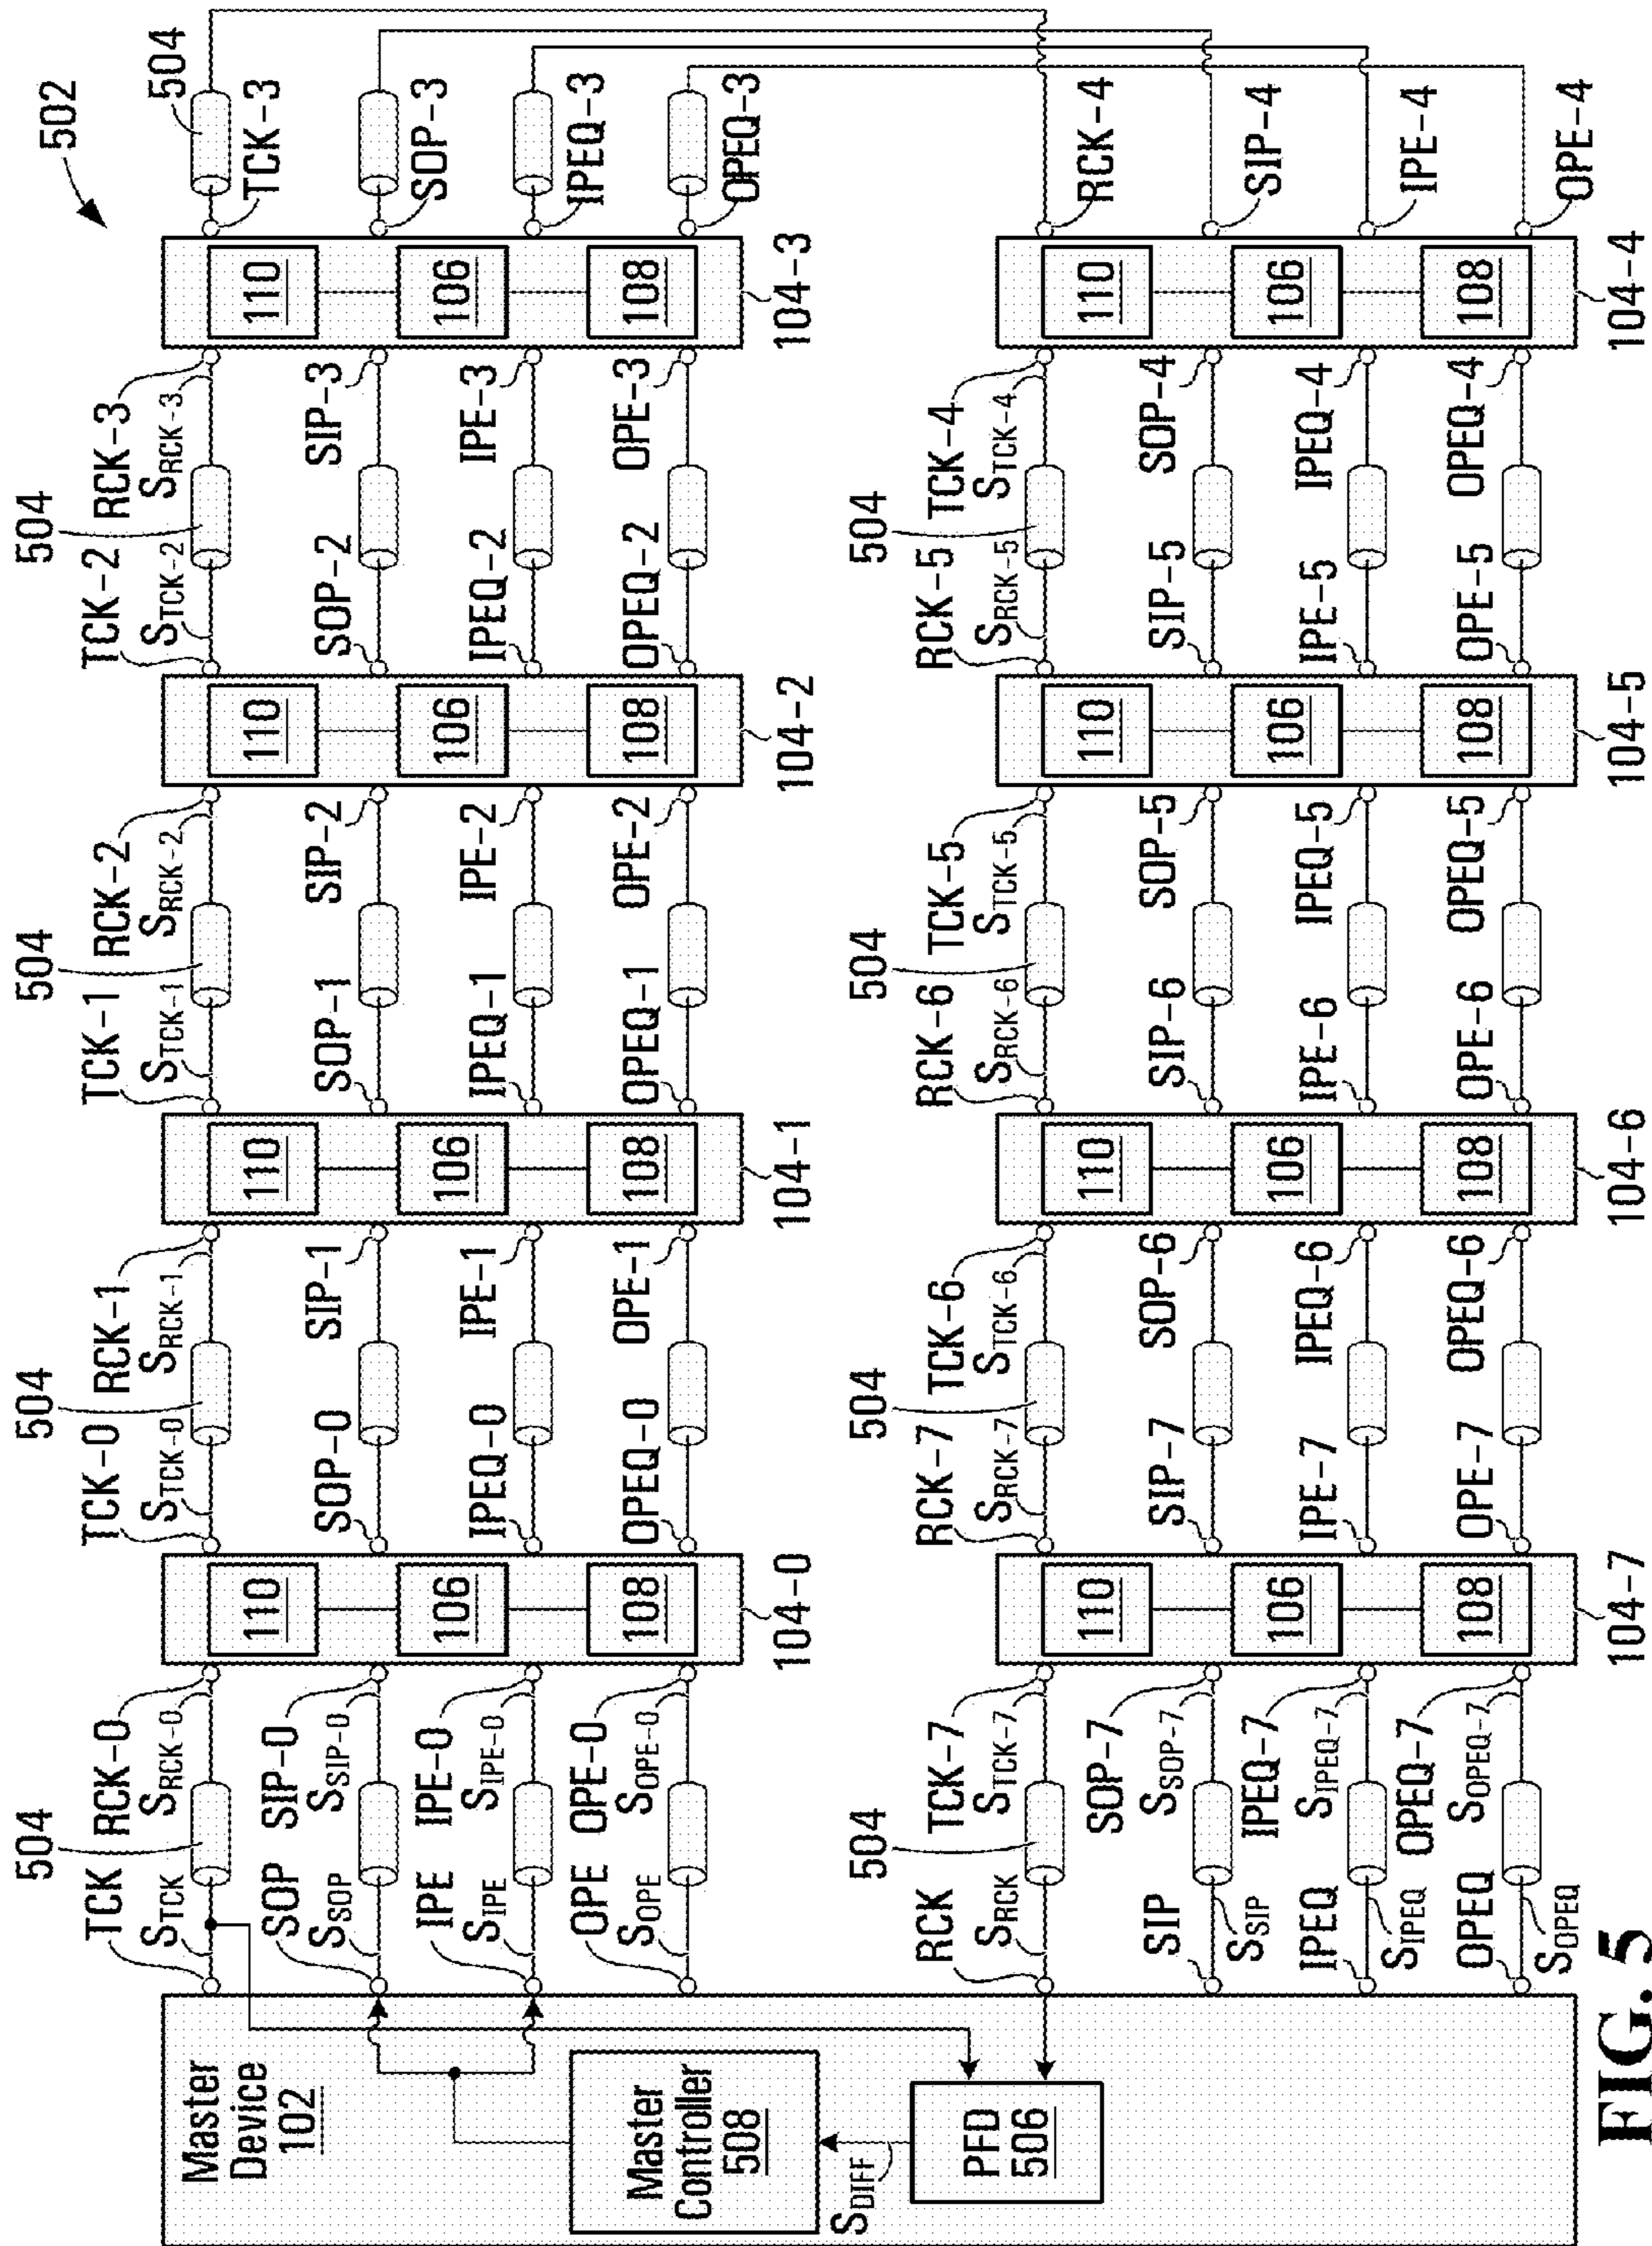 502
504
504
504
504
504
TCK
S_TCK
RCK-0
S_RCK-0
TCK-0
S_TCK-0
RCK-1
S_RCK-1
TCK-1
S_TCK-1
RCK-2
S_RCK-2
TCK-2
S_TCK-2
RCK-3
S_RCK-3
TCK-3
SOP
S_SOP
SIP-0
S_SIP-0
SOP-0
SIP-1
SOP-1
SIP-2
SOP-2
SIP-3
SOP-3
IPE
S_IPE
IPE-0
S_IPE-0
IPEQ-0
IPE-1
IPEQ-1
IPE-2
IPEQ-2
IPE-3
IPEQ-3
OPE
S_OPE
OPE-0
S_OPE-0
OPEQ-0
OPE-1
OPEQ-1
OPE-2
OPEQ-2
OPE-3
OPEQ-3
110
106
108
104-0
110
106
108
104-1
110
106
108
104-2
110
106
108
104-3
Master
Device
102
Master
Controller
508
S_DIFF
PFD
506
504
504
504
504
RCK
S_RCK
TCK-7
S_TCK-7
RCK-7
S_RCK-7
TCK-6
S_TCK-6
RCK-6
S_RCK-6
TCK-5
S_TCK-5
RCK-5
S_RCK-5
TCK-4
S_TCK-4
RCK-4
SIP
S_SIP
SOP-7
S_SOP-7
SIP-7
SOP-6
SIP-6
SOP-5
SIP-5
SOP-4
SIP-4
IPEQ
S_IPEQ
IPEQ-7
S_IPEQ-7
IPE-7
IPEQ-6
IPE-6
IPEQ-5
IPE-5
IPEQ-4
IPE-4
OPEQ
S_OPEQ
OPEQ-7
S_OPEQ-7
OPE-7
OPEQ-6
OPE-6
OPEQ-5
OPE-5
OPEQ-4
OPE-4
110
106
108
104-7
110
106
108
104-6
110
106
108
104-5
110
106
108
104-4
FIG. 5